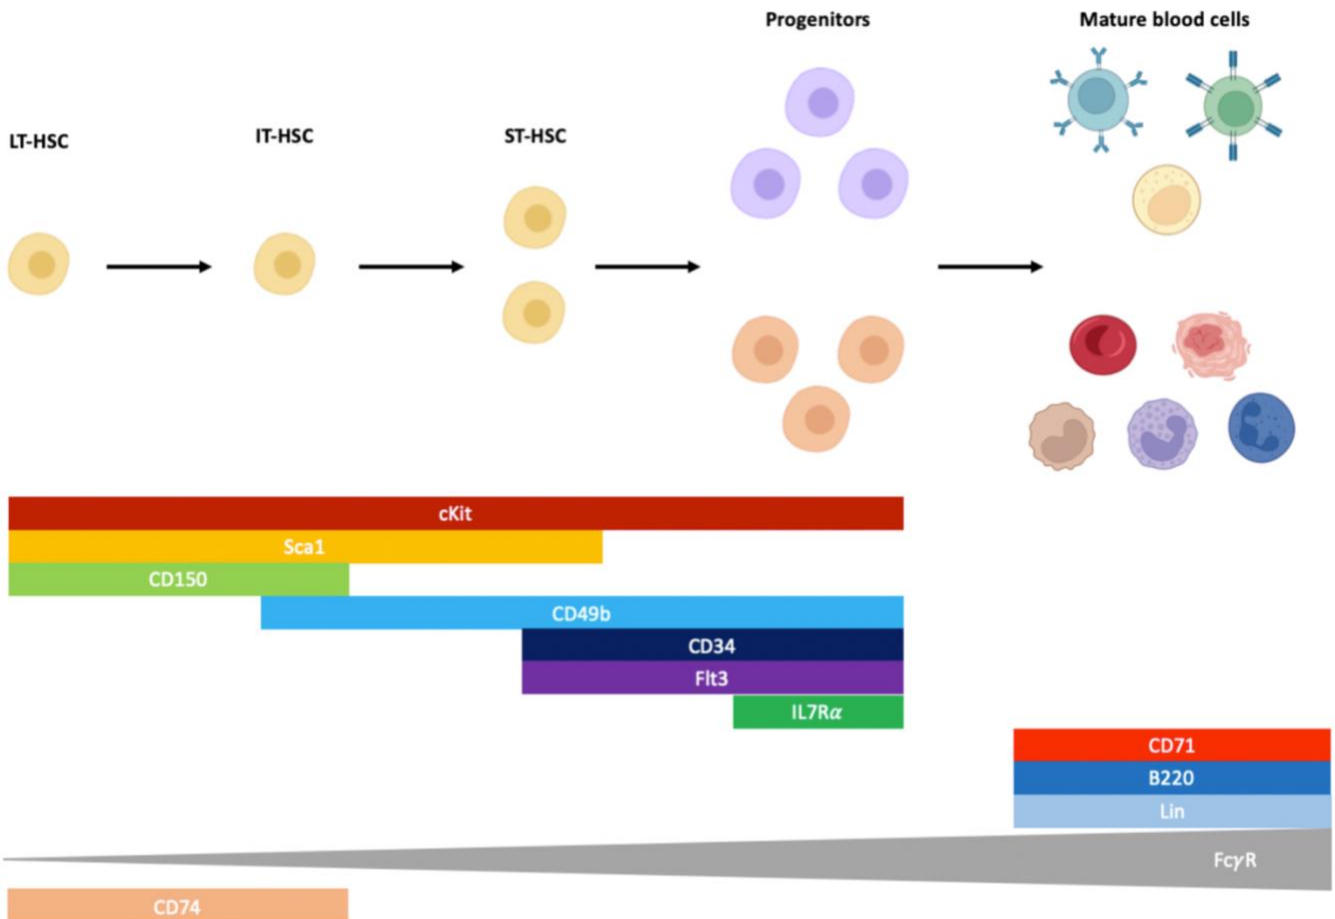 Progenitors
Mature blood cells
LT-HSC
IT-HSC
ST-HSC
cKit
Sca1
CD150
CD49b
CD34
Flt3
IL7Rα
CD71
B220
Lin
FcγR
CD74